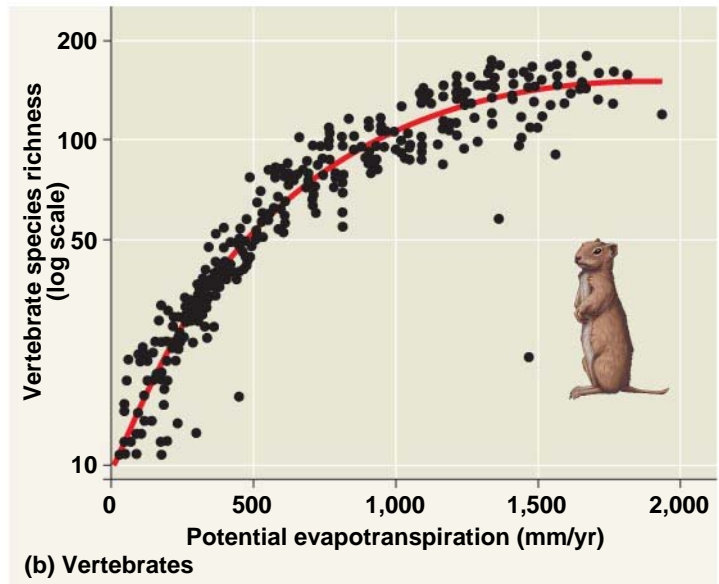 200
100
50
10
Vertebrate species richness
(log scale)
0 500 1,000 1,500 2,000
Potential evapotranspiration (mm/yr)
(b) Vertebrates